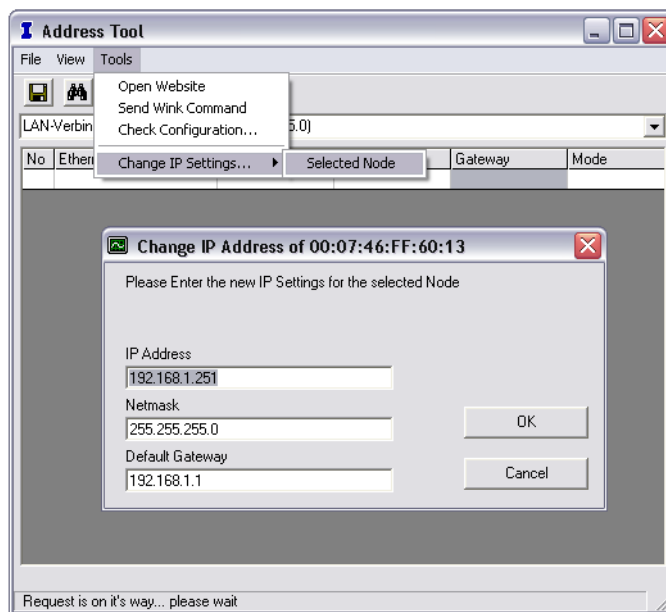 Address Tool
File View Tools
Open Website
Send Wink Command
Check Configuration...
LAN-Verbin 5.0)
Change IP Settings... Selected Node
No Ether Gateway Mode
Change IP Address of 00:07:46:FF:60:13
Please Enter the new IP Settings for the selected Node
IP Address
192.168.1.251
Netmask
255.255.255.0
OK
Default Gateway
192.168.1.1
Cancel
Request is on it's way... please wait